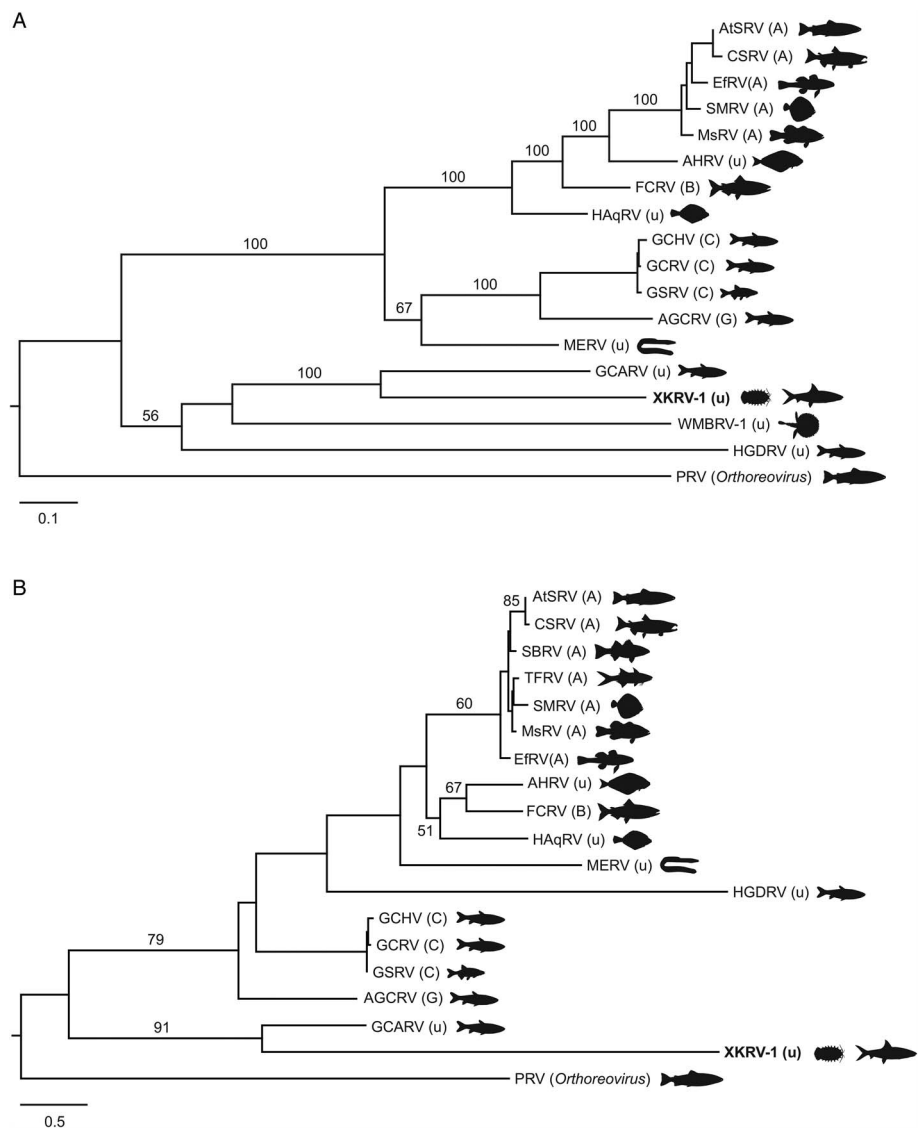 A
AtSRV (A)
CSRV (A)
EfRV(A)
100
SMRV (A)
100
MsRV (A)
100
AHRV (u)
100
FCRV (B)
HAqRV (u)
100
GCHV (C)
GCRV (C)
100
GSRV (C)
67
AGCRV (G)
MERV (u)
100
GCARV (u)
XKRV-1 (u)
56
WMBRV-1 (u)
HGDRV (u)
PRV (Orthoreovirus)
0.1
B
85
AtSRV (A)
CSRV (A)
SBRV (A)
TFRV (A)
60
SMRV (A)
MsRV (A)
EfRV(A)
67
AHRV (u)
FCRV (B)
51
HAqRV (u)
MERV (u)
HGDRV (u)
GCHV (C)
79
GCRV (C)
GSRV (C)
AGCRV (G)
91
GCARV (u)
XKRV-1 (u)
PRV (Orthoreovirus)
0.5